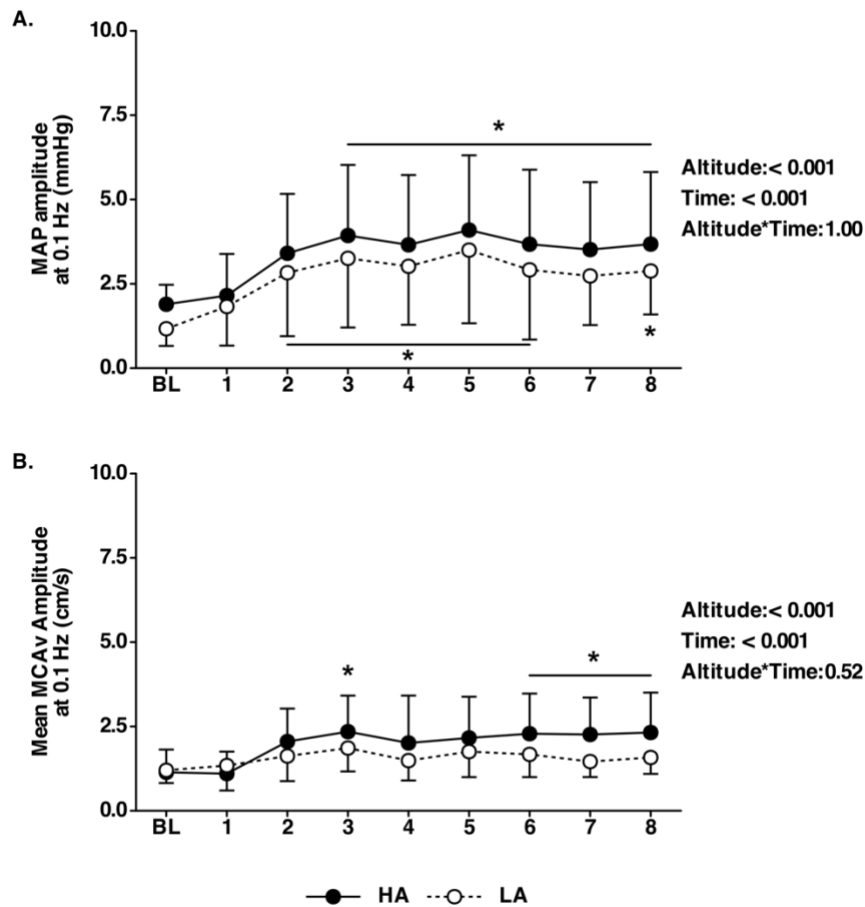 A.
10.0
7.5
5.0
2.5
0.0
MAP amplitude
at 0.1 Hz (mmHg)
*
*
*
BL 1 2 3 4 5 6 7 8
Altitude:< 0.001
Time: < 0.001
Altitude*Time:1.00
B.
10.0
7.5
5.0
2.5
0.0
Mean MCAv Amplitude
at 0.1 Hz (cm/s)
*
*
BL 1 2 3 4 5 6 7 8
Altitude:< 0.001
Time: < 0.001
Altitude*Time:0.52
HA LA